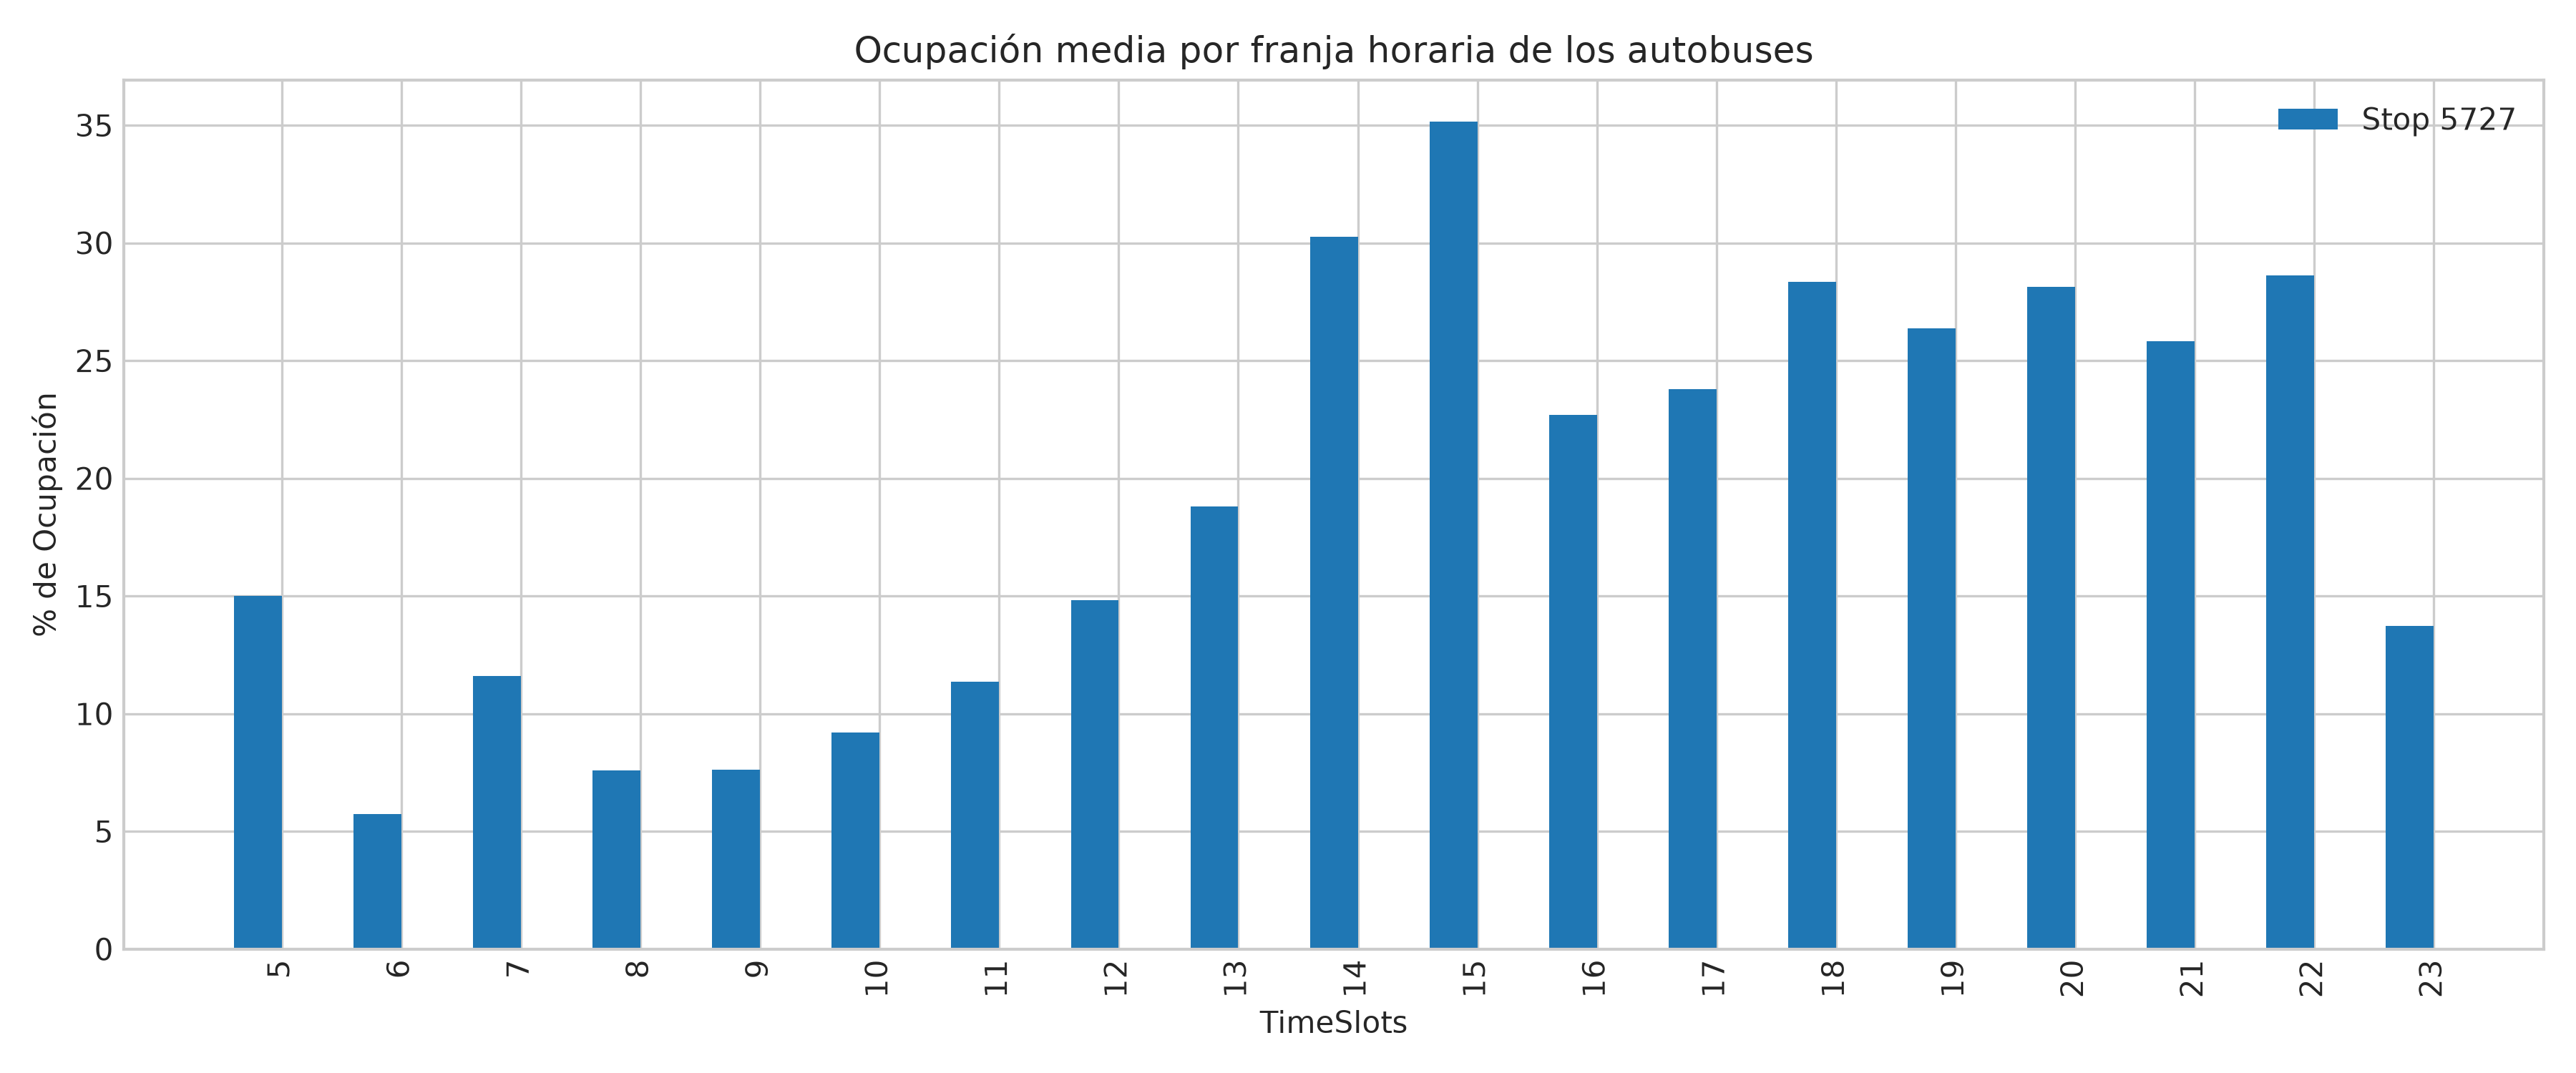 Ocupación media por franja horaria de los autobuses
Stop 5727
% de Ocupación
35
30
25
20
15
10
5
0
5 6 7 8 9 10 11 12 13 14 15 16 17 18 19 20 21 22 23
TimeSlots